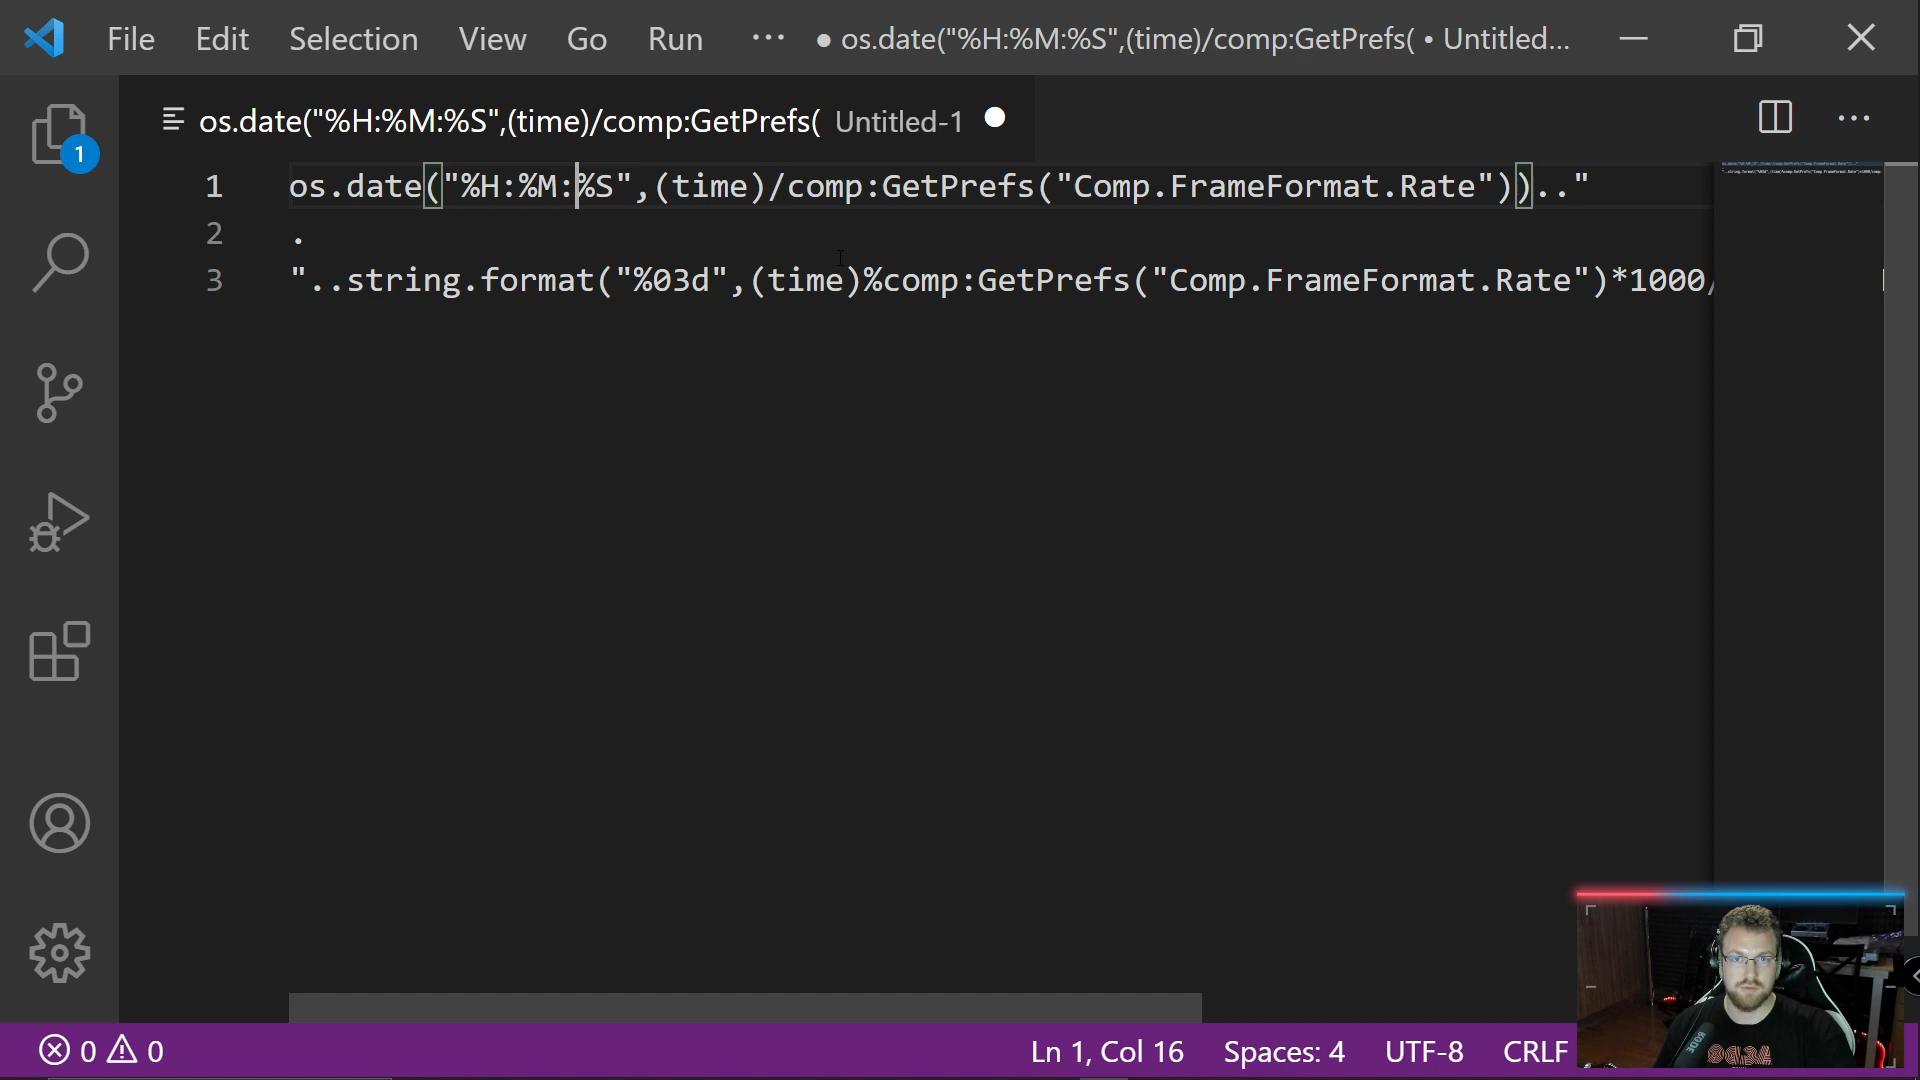 File Edit Selection View Go Run ··· ● os.date("%H:%M:%S",(time)/comp:GetPrefs( • Untitled...
os.date("%H:%M:%S",(time)/comp:GetPrefs( Untitled-1
1 os.date("%H:%M:%S",(time)/comp:GetPrefs("Comp.FrameFormat.Rate")).."
2 .
3 "..string.format("%03d",(time)%comp:GetPrefs("Comp.FrameFormat.Rate")*1000/
1
0 0 Ln 1, Col 16 Spaces: 4 UTF-8 CRLF
RODE